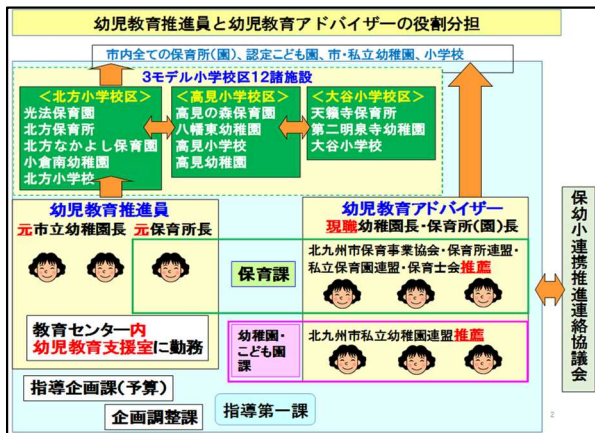 幼児教育推進員と幼児教育アドバイザーの役割分担
市内全ての保育所(園)、認定こども園、市・私立幼稚園、小学校
3モデル小学校区12諸施設
＜北方小学校区＞
光法保育園
北方保育所
北方なかよし保育園
小倉南幼稚園
北方小学校
＜高見小学校区＞
高見の森保育園
八幡東幼稚園
高見小学校
高見幼稚園
＜大谷小学校区＞
天籟寺保育所
第二明泉寺幼稚園
大谷小学校
幼児教育推進員
元市立幼稚園長 元保育所長
教育センター内
幼児教育支援室に勤務
幼児教育アドバイザー
現職幼稚園長・保育所(園)長
北九州市保育事業協会・保育所連盟・
私立保育園連盟・保育士会推薦
保育課
北九州市私立幼稚園連盟推薦
幼稚園・
こども園
課
指導企画課(予算)
企画調整課
指導第一課
保幼小連携推進連絡協議会
2